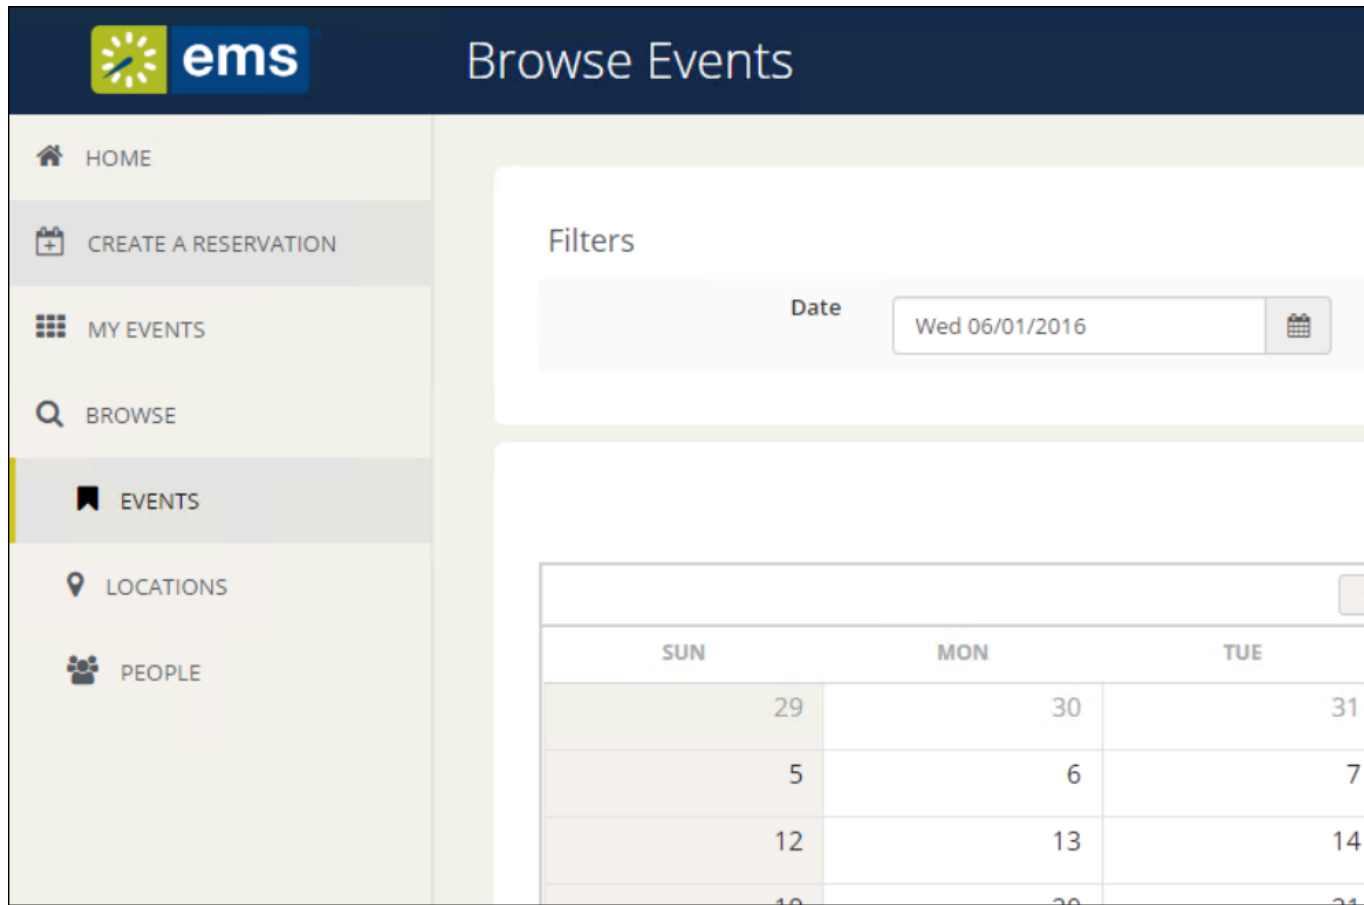 ems
Browse Events
HOME
CREATE A RESERVATION
MY EVENTS
BROWSE
EVENTS
LOCATIONS
PEOPLE
Filters
Date
Wed 06/01/2016
SUN MON TUE
29 30 31
5 6 7
12 13 14